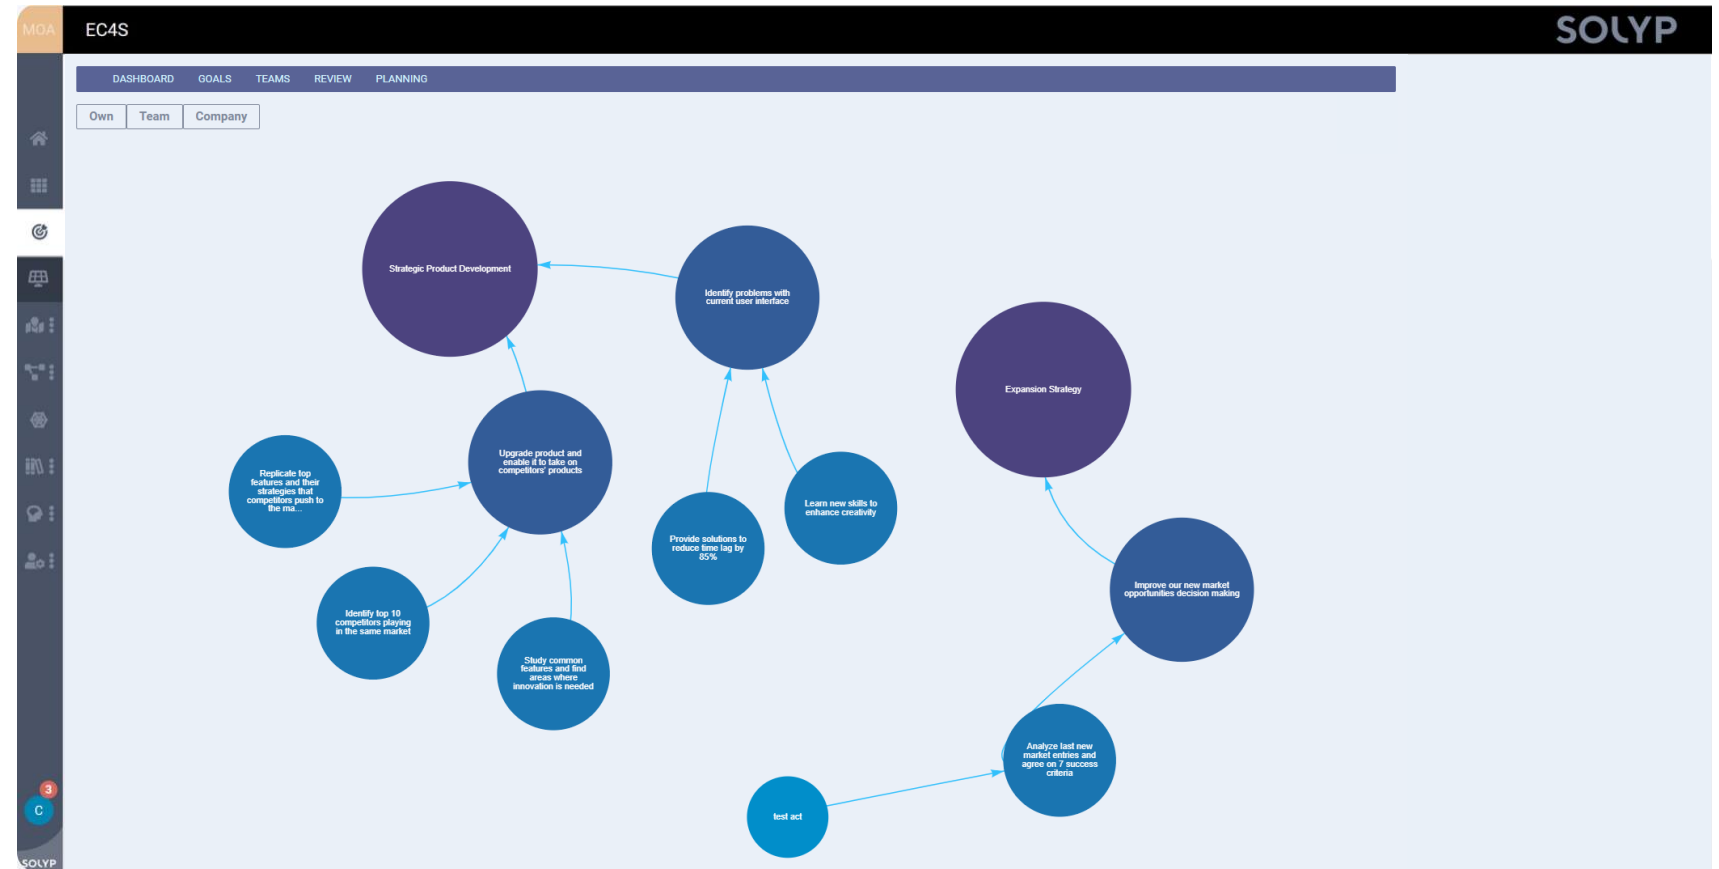 MOA
EC4S
SOLYP
DASHBOARD GOALS TEAMS REVIEW PLANNING
Own Team Company
Strategic Product Development
Identify problems with
current user interface
Expansion Strategy
Upgrade product and
enable it to take on
competitors' products
Replicate top
features and their
strategies that
competitors push to
the ma...
Learn new skills to
enhance creativity
Provide solutions to
reduce time lag by
85%
Improve our new market
opportunities decision making
Identify top 10
competitors playing
in the same market
Study common
features and find
areas where
innovation is needed
Analyze last new
market entries and
agree on 7 success
criteria
test act
3
C
SOLYP